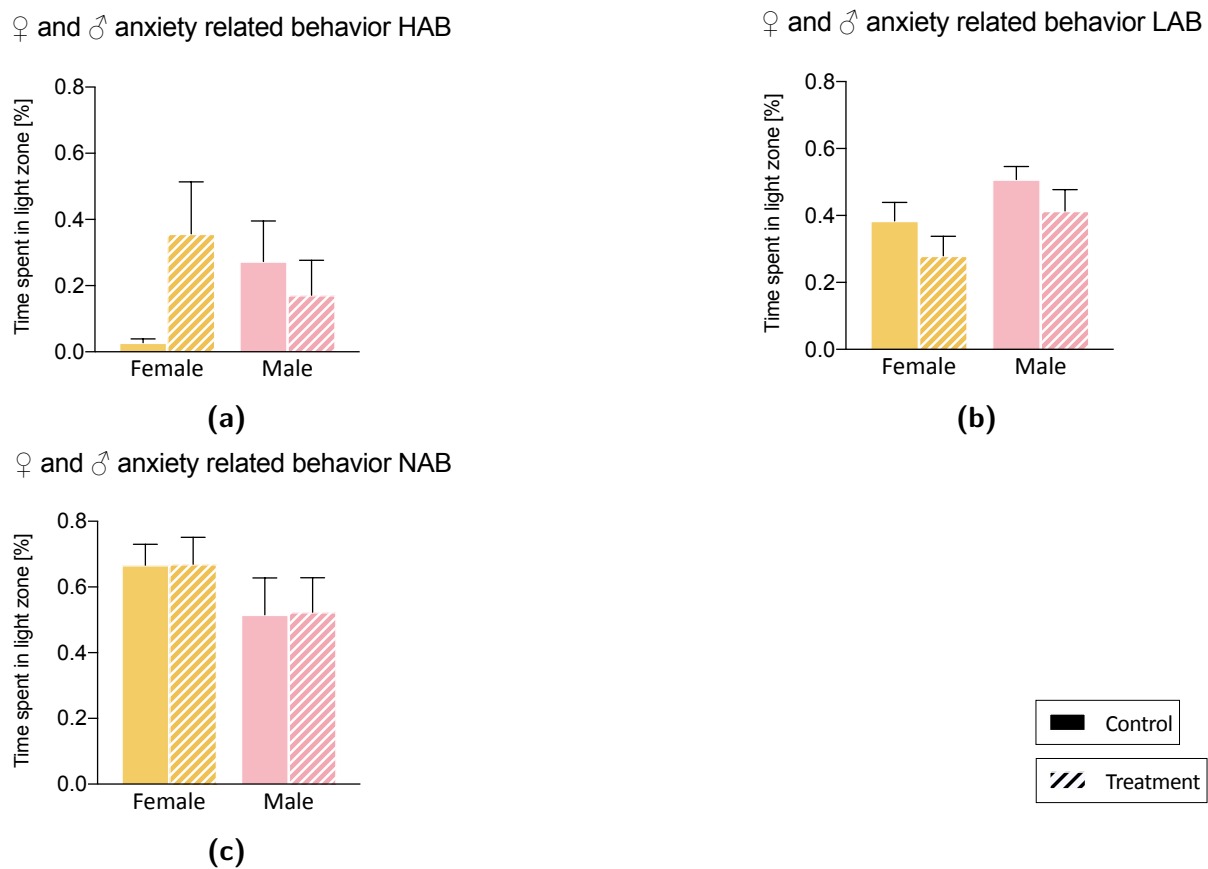 ♀ and ♂ anxiety related behavior HAB
Time spent in light zone [%]
0.8
0.6
0.4
0.2
0.0
Female Male
(a)
♀ and ♂ anxiety related behavior LAB
Time spent in light zone [%]
0.8
0.6
0.4
0.2
0.0
Female Male
(b)
♀ and ♂ anxiety related behavior NAB
Time spent in light zone [%]
0.8
0.6
0.4
0.2
0.0
Female Male
(c)
Control
Treatment